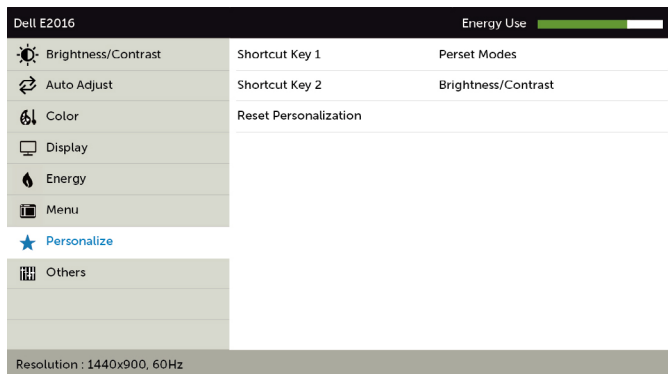 Dell E2016 Energy Use
Brightness/Contrast Shortcut Key 1 Perset Modes
Auto Adjust Shortcut Key 2 Brightness/Contrast
Color Reset Personalization
Display
Energy
Menu
Personalize
Others
Resolution : 1440x900, 60Hz